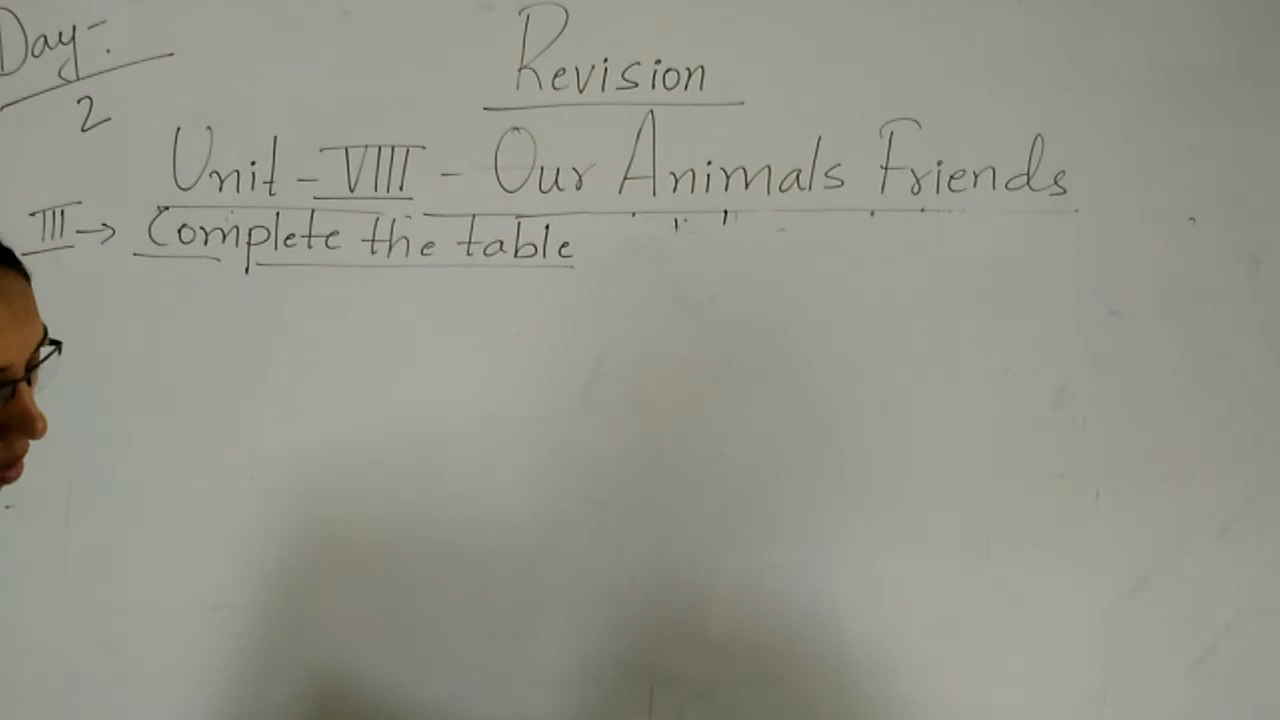 Day-:
2
Revision
Unit - VIII - Our Animals Friends
III → Complete the table